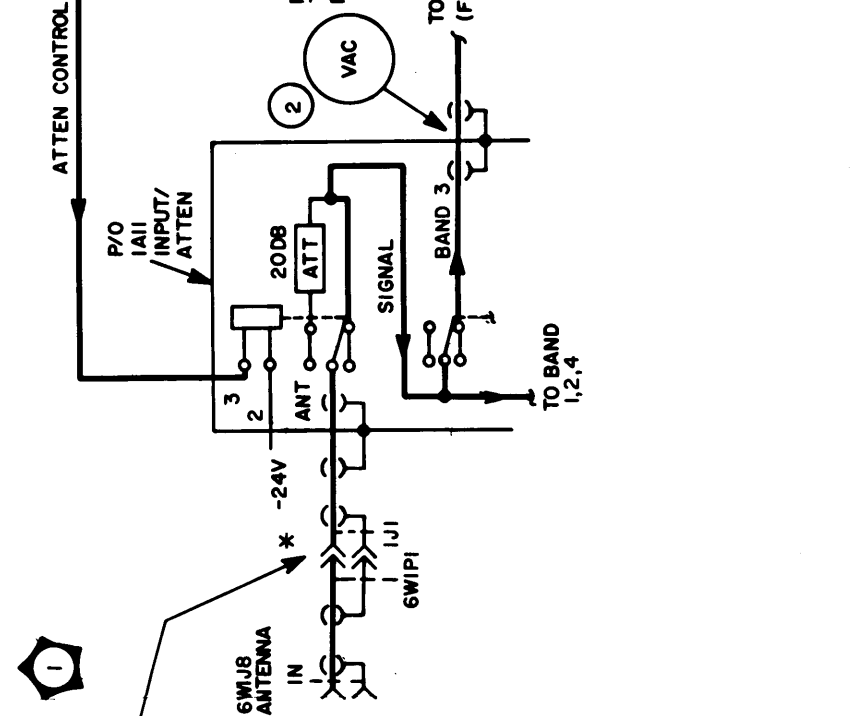 ATTEN CONTROL
TO
(F
VAC
2
P/O
1A11
INPUT/
ATTEN
20DB
ATT
SIGNAL
BAND 3
3
2
ANT
-24V
TO BAND
1,2,4
*
1J1
6W1P1
6W1J8
ANTENNA
IN
1